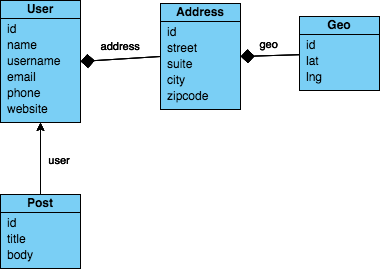 User
id
name
username
email
phone
website
address
Address
id
street
suite
city
zipcode
geo
Geo
id
lat
lng
user
Post
id
title
body